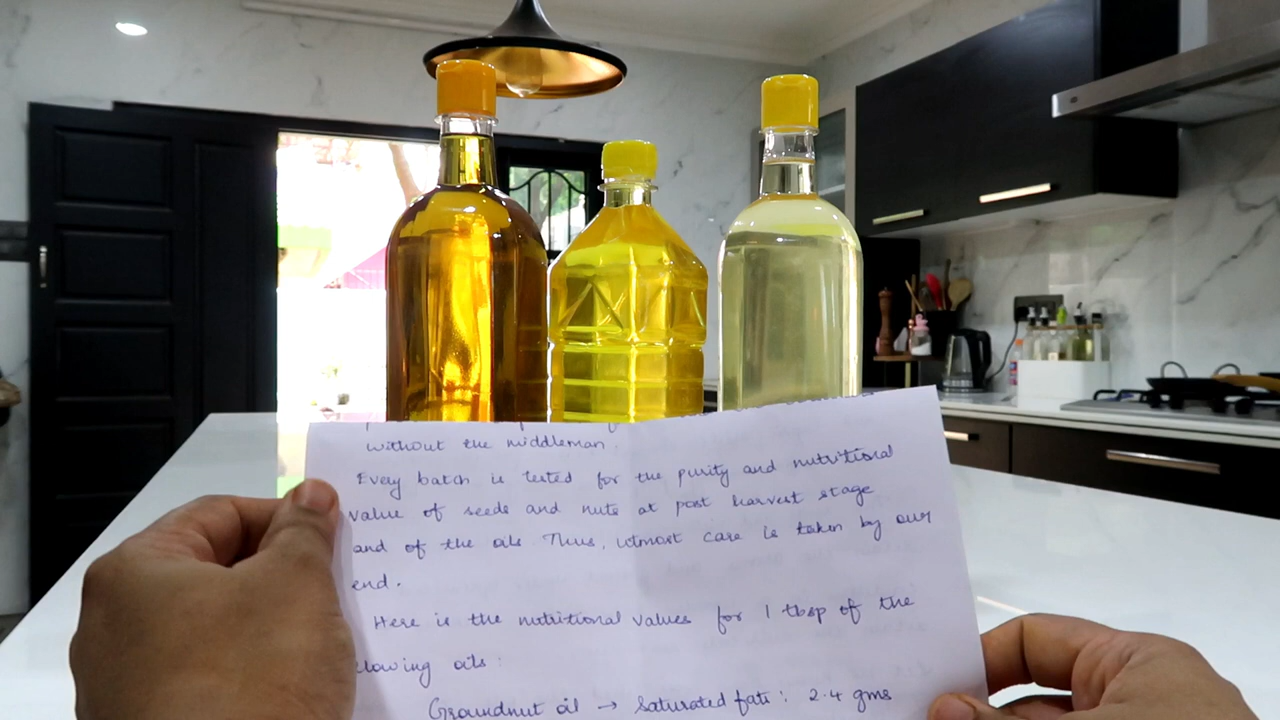 without the middleman.
Every batch is tested for the purity and nutritional
value of seeds and nuts at post harvest stage
and of the oils. Thus, utmost care is taken by our
end.
Here is the nutritional values for 1 tbsp of the
llowing oils:
Groundnut oil → Saturated fats: 2.4 gms